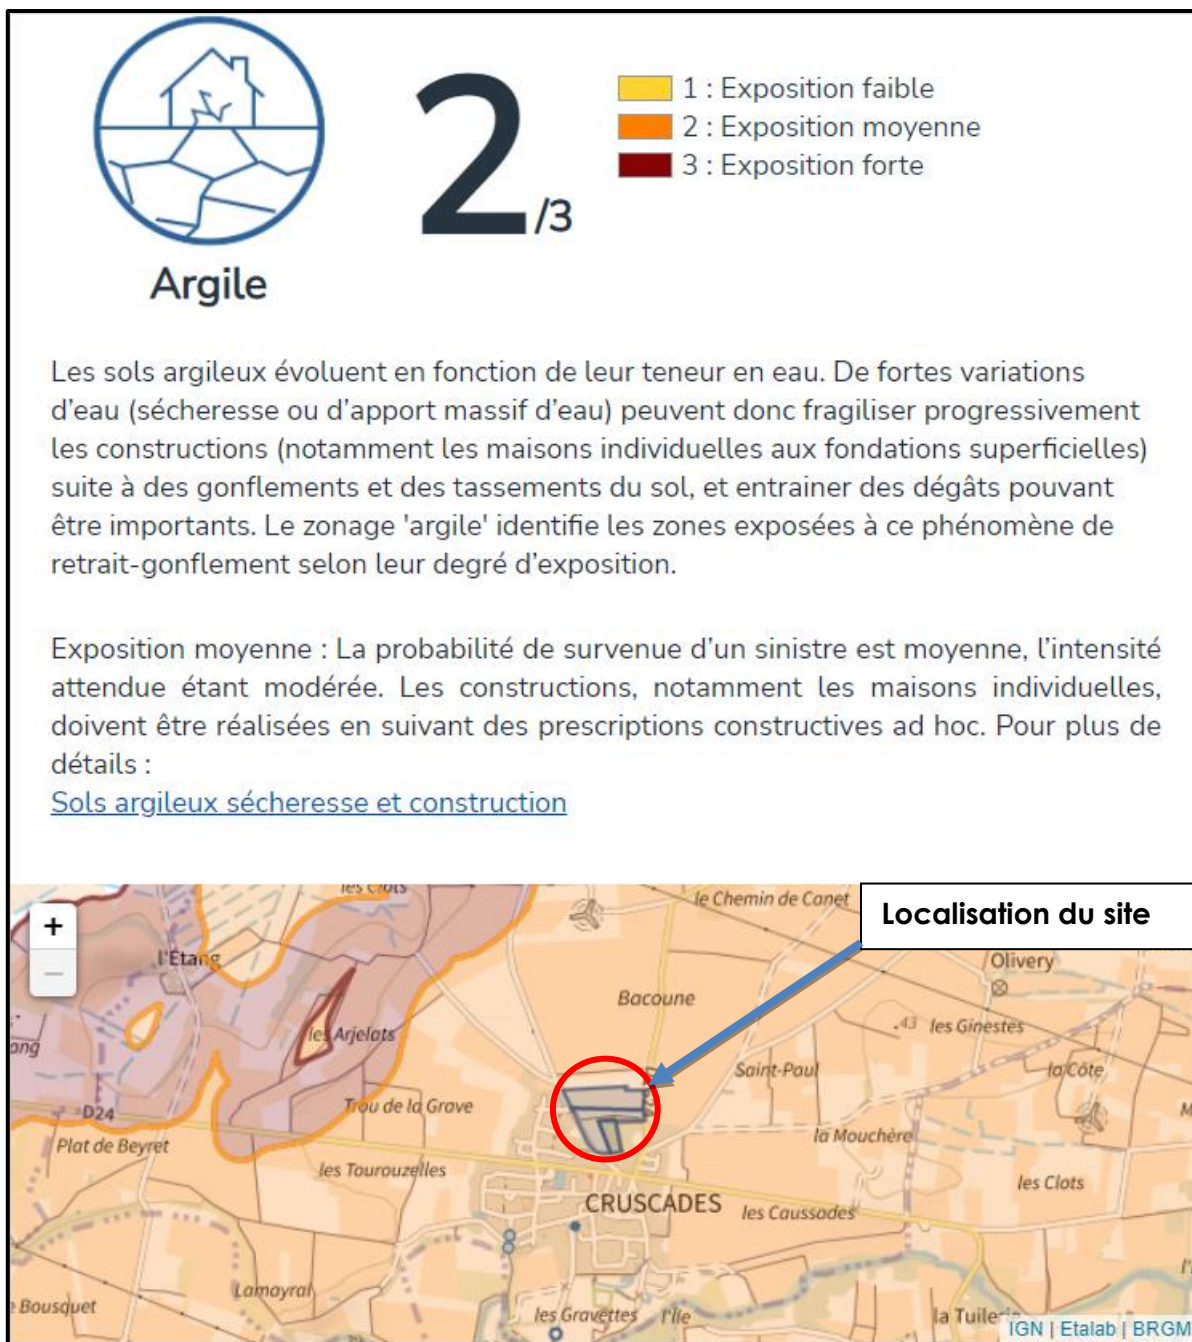 2/3
1 : Exposition faible
2 : Exposition moyenne
3 : Exposition forte
Argile
Les sols argileux évoluent en fonction de leur teneur en eau. De fortes variations
d'eau (sécheresse ou d'apport massif d'eau) peuvent donc fragiliser progressivement
les constructions (notamment les maisons individuelles aux fondations superficielles)
suite à des gonflements et des tassements du sol, et entrainer des dégâts pouvant
être importants. Le zonage 'argile' identifie les zones exposées à ce phénomène de
retrait-gonflement selon leur degré d'exposition.
Exposition moyenne : La probabilité de survenue d'un sinistre est moyenne, l'intensité
attendue étant modérée. Les constructions, notamment les maisons individuelles,
doivent être réalisées en suivant des prescriptions constructives ad hoc. Pour plus de
détails :
Sols argileux sécheresse et construction
les Clots
le Chemin de Canet
Localisation du site
+
−
l'Etang
Olivery
Bacoune
43
les Ginestes
les Arjelats
ang
Saint-Paul
la Côte
Trou de la Grave
D24
Plat de Beyret
la Mouchère
les Tourouzelles
les Clots
CRUSCADES
les Caussades
Lamoyral
Bousquet
les Gravettes
l'Île
IGN | Etalab | BRGM